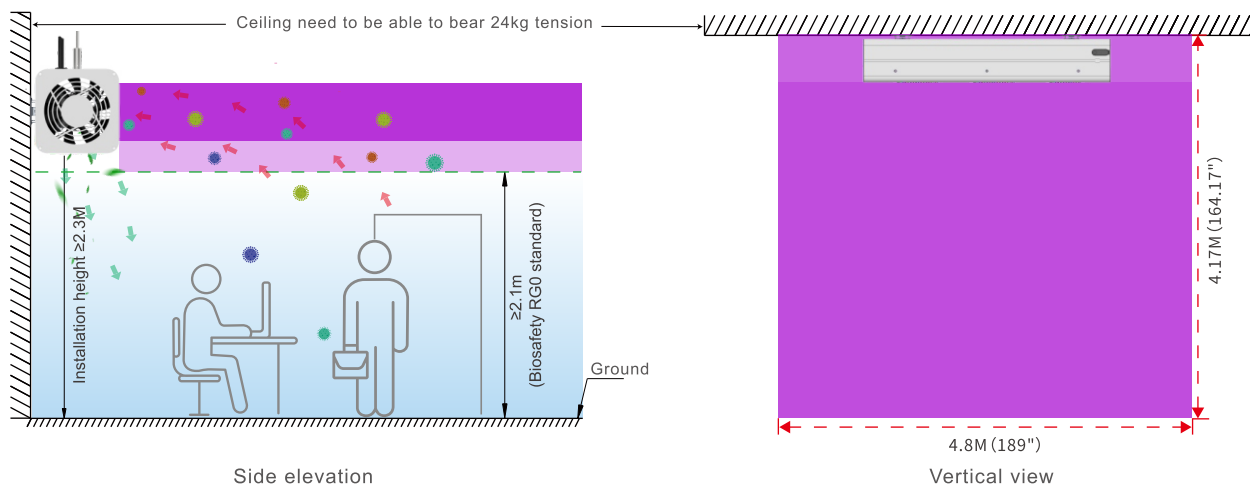 Ceiling need to be able to bear 24kg tension
Installation height ≥2.3M
≥2.1m
(Biosafety RG0 standard)
Ground
Side elevation
4.17M (164.17")
4.8M (189")
Vertical view